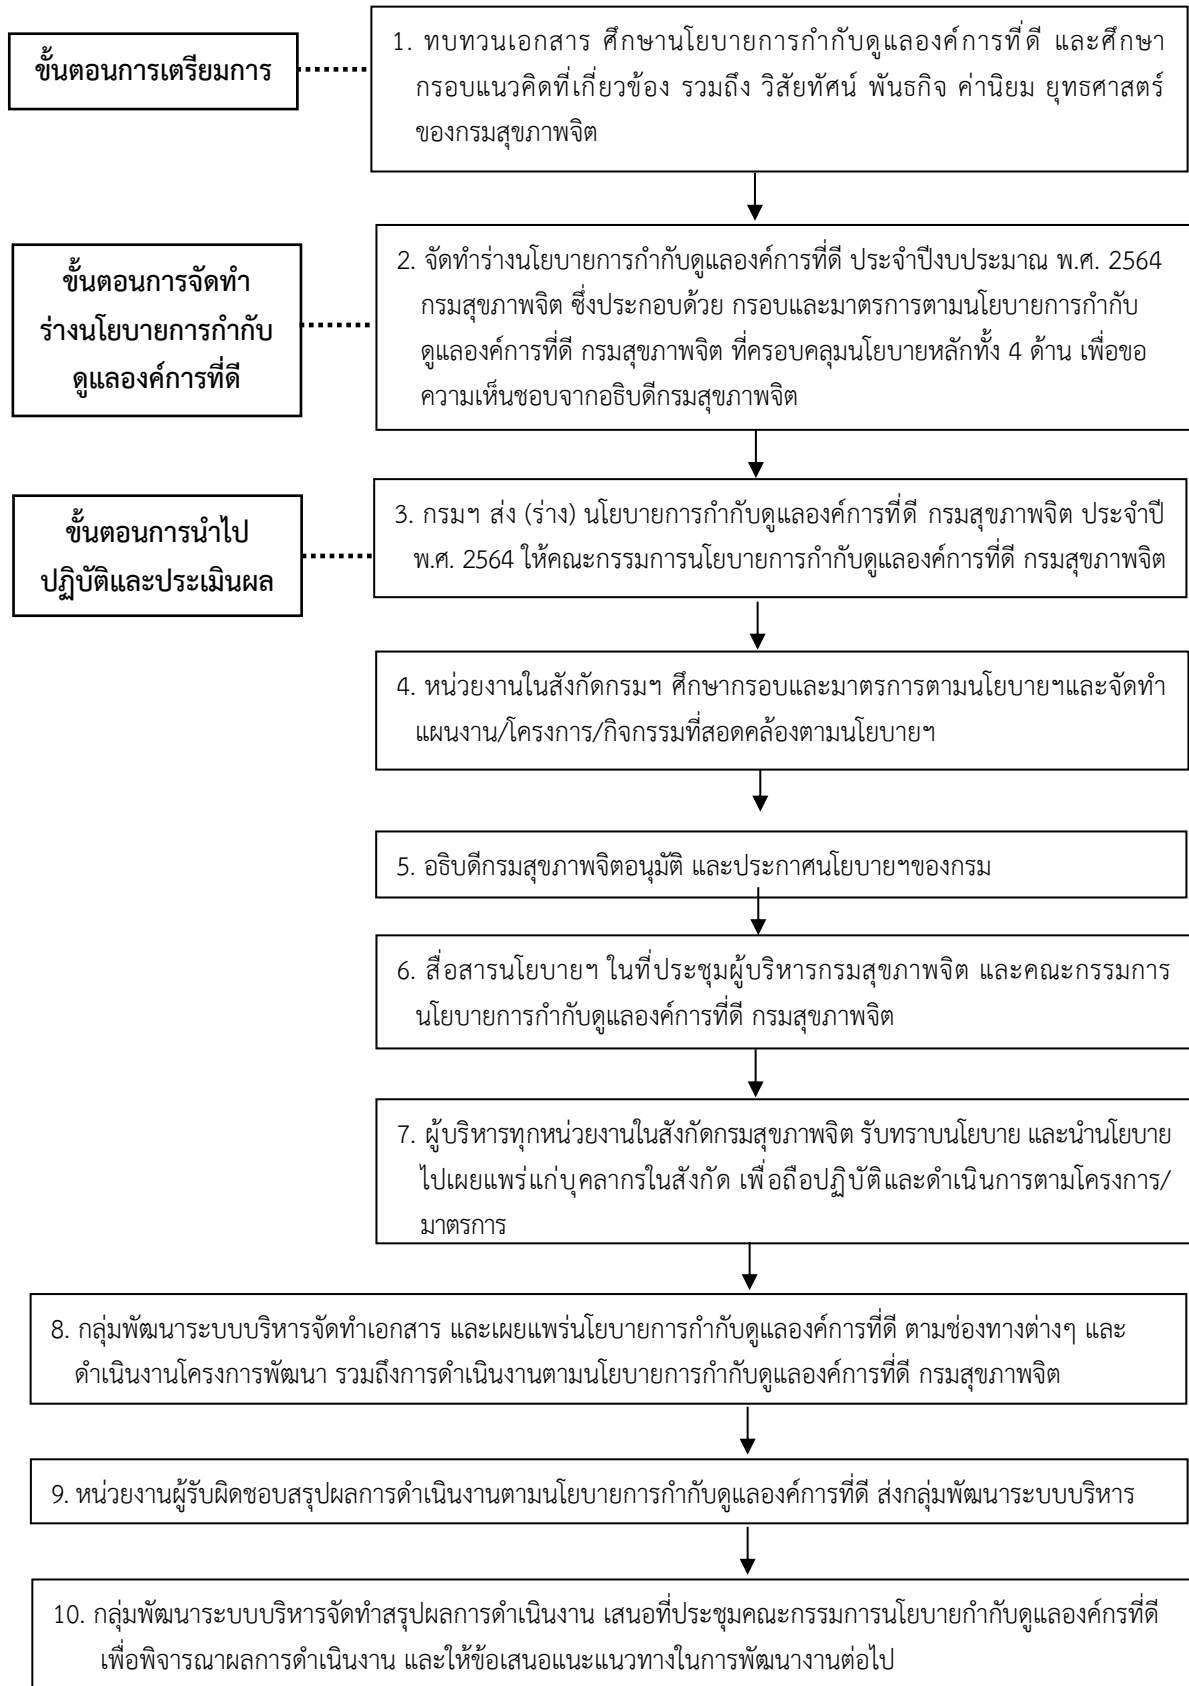 ขั้นตอนการเตรียมการ
1. ทบทวนเอกสาร ศึกษานโยบายการกำกับดูแลองค์การที่ดี และศึกษา
กรอบแนวคิดที่เกี่ยวข้อง รวมถึง วิสัยทัศน์ พันธกิจ ค่านิยม ยุทธศาสตร์
ของกรมสุขภาพจิต
ขั้นตอนการจัดทำ
ร่างนโยบายการกำกับ
ดูแลองค์การที่ดี
2. จัดทำร่างนโยบายการกำกับดูแลองค์การที่ดี ประจำปีงบประมาณ พ.ศ. 2564
กรมสุขภาพจิต ซึ่งประกอบด้วย กรอบและมาตรการตามนโยบายการกำกับ
ดูแลองค์การที่ดี กรมสุขภาพจิต ที่ครอบคลุมนโยบายหลักทั้ง 4 ด้าน เพื่อขอ
ความเห็นชอบจากอธิบดีกรมสุขภาพจิต
ขั้นตอนการนำไป
ปฏิบัติและประเมินผล
3. กรมฯ ส่ง (ร่าง) นโยบายการกำกับดูแลองค์การที่ดี กรมสุขภาพจิต ประจำปี
พ.ศ. 2564 ให้คณะกรรมการนโยบายการกำกับดูแลองค์การที่ดี กรมสุขภาพจิต
4. หน่วยงานในสังกัดกรมฯ ศึกษากรอบและมาตรการตามนโยบายฯและจัดทำ
แผนงาน/โครงการ/กิจกรรมที่สอดคล้องตามนโยบายฯ
5. อธิบดีกรมสุขภาพจิตอนุมัติ และประกาศนโยบายฯของกรม
6. สื่อสารนโยบายฯ ในที่ประชุมผู้บริหารกรมสุขภาพจิต และคณะกรรมการ
นโยบายการกำกับดูแลองค์การที่ดี กรมสุขภาพจิต
7. ผู้บริหารทุกหน่วยงานในสังกัดกรมสุขภาพจิต รับทราบนโยบาย และนำนโยบาย
ไปเผยแพร่แก่บุคลากรในสังกัด เพื่อถือปฏิบัติและดำเนินการตามโครงการ/
มาตรการ
8. กลุ่มพัฒนาระบบบริหารจัดทำเอกสาร และเผยแพร่นโยบายการกำกับดูแลองค์การที่ดี ตามช่องทางต่างๆ และ
ดำเนินงานโครงการพัฒนา รวมถึงการดำเนินงานตามนโยบายการกำกับดูแลองค์การที่ดี กรมสุขภาพจิต
9. หน่วยงานผู้รับผิดชอบสรุปผลการดำเนินงานตามนโยบายการกำกับดูแลองค์การที่ดี ส่งกลุ่มพัฒนาระบบบริหาร
10. กลุ่มพัฒนาระบบบริหารจัดทำสรุปผลการดำเนินงาน เสนอที่ประชุมคณะกรรมการนโยบายกำกับดูแลองค์กรที่ดี
เพื่อพิจารณาผลการดำเนินงาน และให้ข้อเสนอแนะแนวทางในการพัฒนางานต่อไป